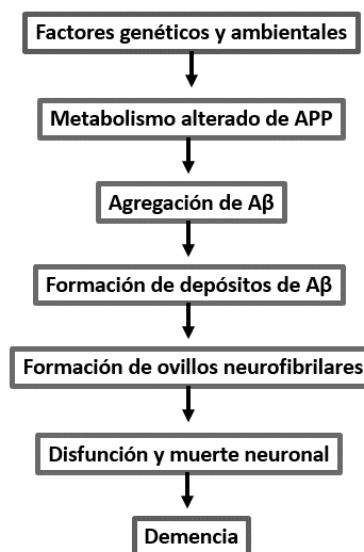 Factores genéticos y ambientales
Metabolismo alterado de APP
Agregación de Aβ
Formación de depósitos de Aβ
Formación de ovillos neurofibrilares
Disfunción y muerte neuronal
Demencia